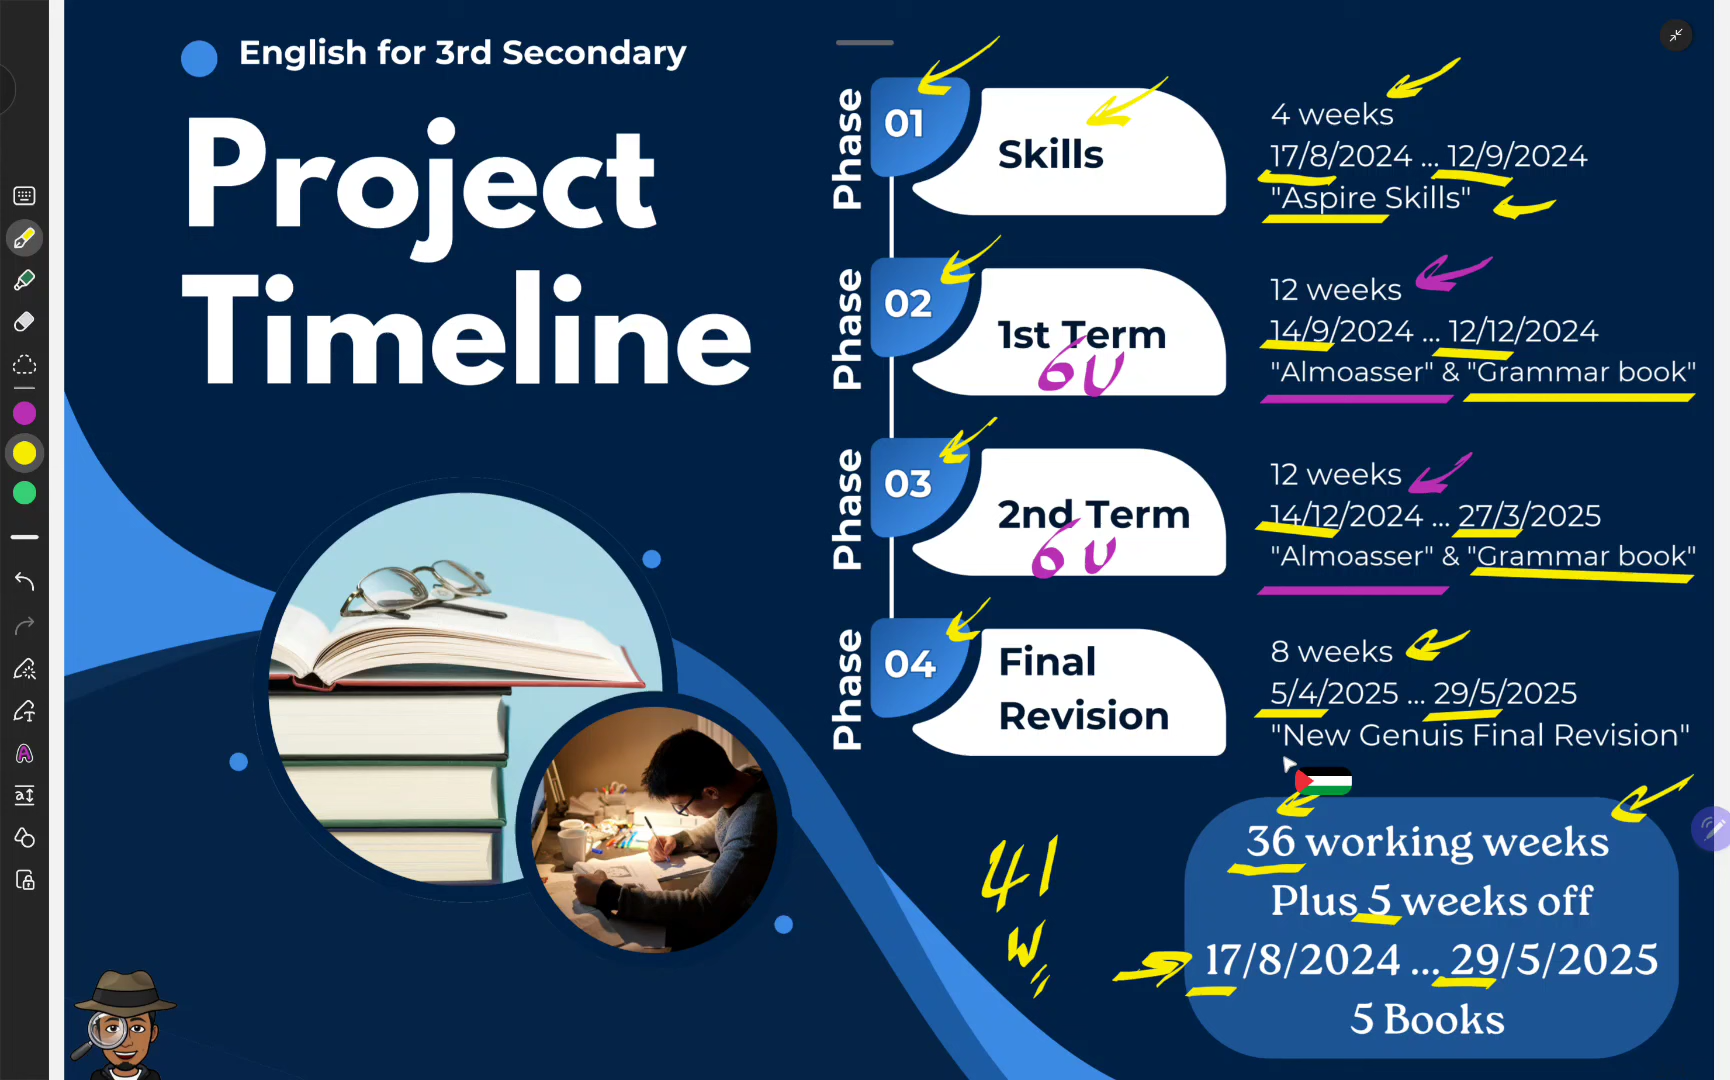 English for 3rd Secondary
Project
Timeline
Phase
01
Skills
4 weeks
17/8/2024 ... 12/9/2024
"Aspire Skills"
Phase
02
1st Term
6U
12 weeks
14/9/2024 ... 12/12/2024
"Almoasser" & "Grammar book"
Phase
03
2nd Term
6U
12 weeks
14/12/2024 ... 27/3/2025
"Almoasser" & "Grammar book"
Phase
04
Final
Revision
8 weeks
5/4/2025 ... 29/5/2025
"New Genuis Final Revision"
41
W
36 working weeks
Plus 5 weeks off
17/8/2024 ... 29/5/2025
5 Books